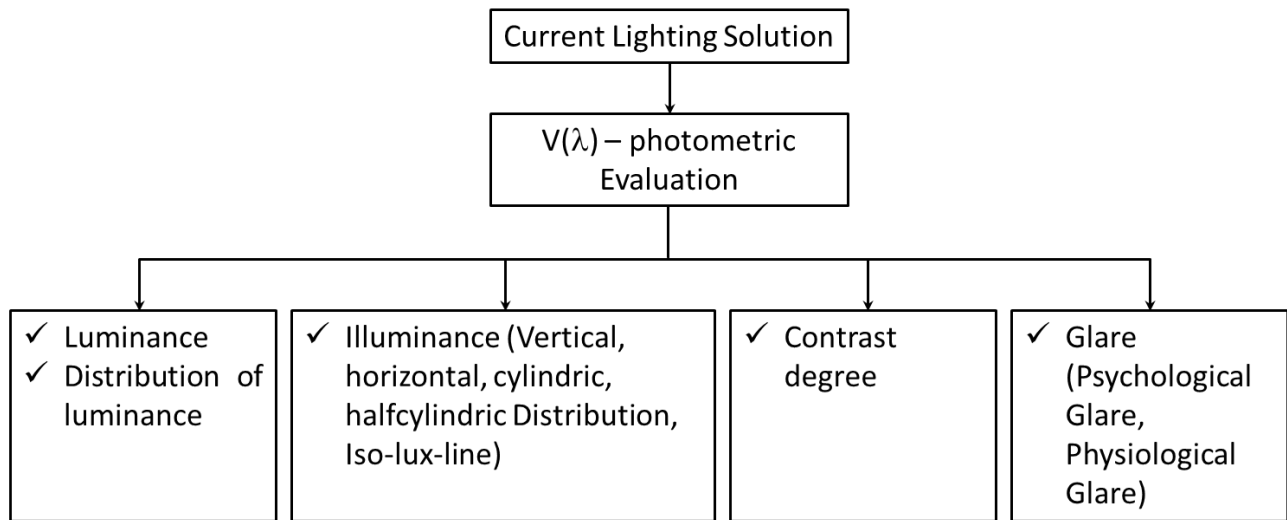 Current Lighting Solution
V(λ) – photometric
Evaluation
✓ Luminance
✓ Distribution of
luminance
✓ Illuminance (Vertical,
horizontal, cylindric,
halfcylindric Distribution,
Iso-lux-line)
✓ Contrast
degree
✓ Glare
(Psychological
Glare,
Physiological
Glare)